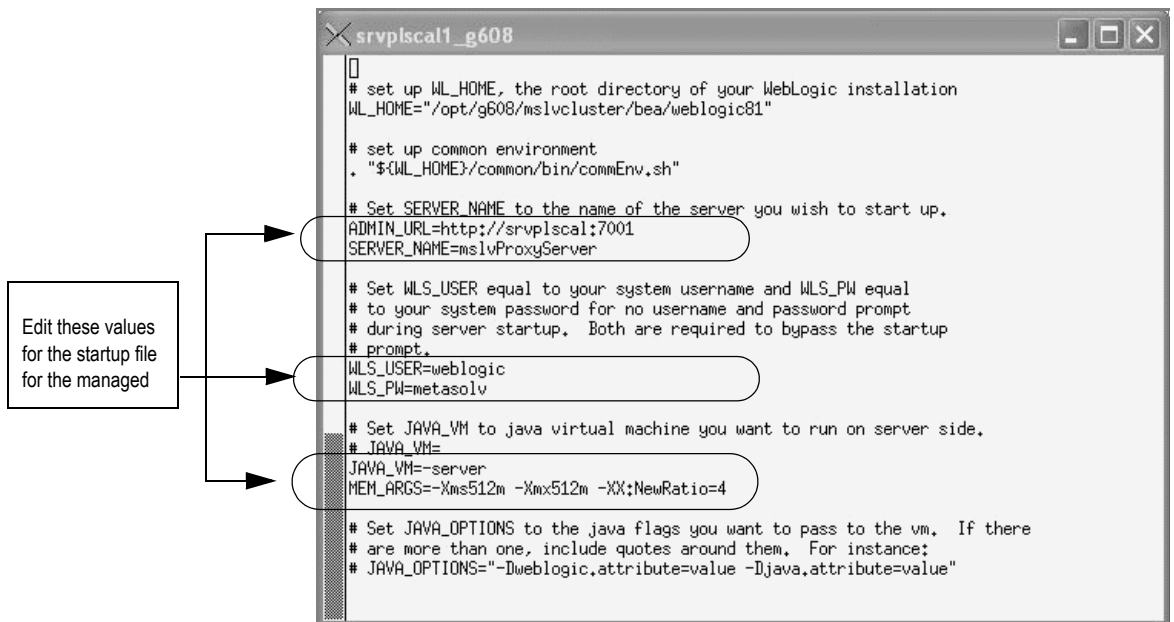 srvplscal1_g608
# set up WL_HOME, the root directory of your WebLogic installation
WL_HOME="/opt/g608/mslvcluster/bea/weblogic81"
# set up common environment
. "${WL_HOME}/common/bin/commEnv.sh"
# Set SERVER_NAME to the name of the server you wish to start up.
ADMIN_URL=http://srvplscal:7001
SERVER_NAME=mslvProxyServer
# Set WLS_USER equal to your system username and WLS_PW equal
# to your system password for no username and password prompt
# during server startup.  Both are required to bypass the startup
# prompt.
WLS_USER=weblogic
WLS_PW=metasolv
# Set JAVA_VM to java virtual machine you want to run on server side.
# JAVA_VM=
JAVA_VM=-server
MEM_ARGS=-Xms512m -Xmx512m -XX:NewRatio=4
# Set JAVA_OPTIONS to the java flags you want to pass to the vm.  If there
# are more than one, include quotes around them.  For instance:
# JAVA_OPTIONS="-Dweblogic.attribute=value -Djava.attribute=value"
Edit these values
for the startup file
for the managed